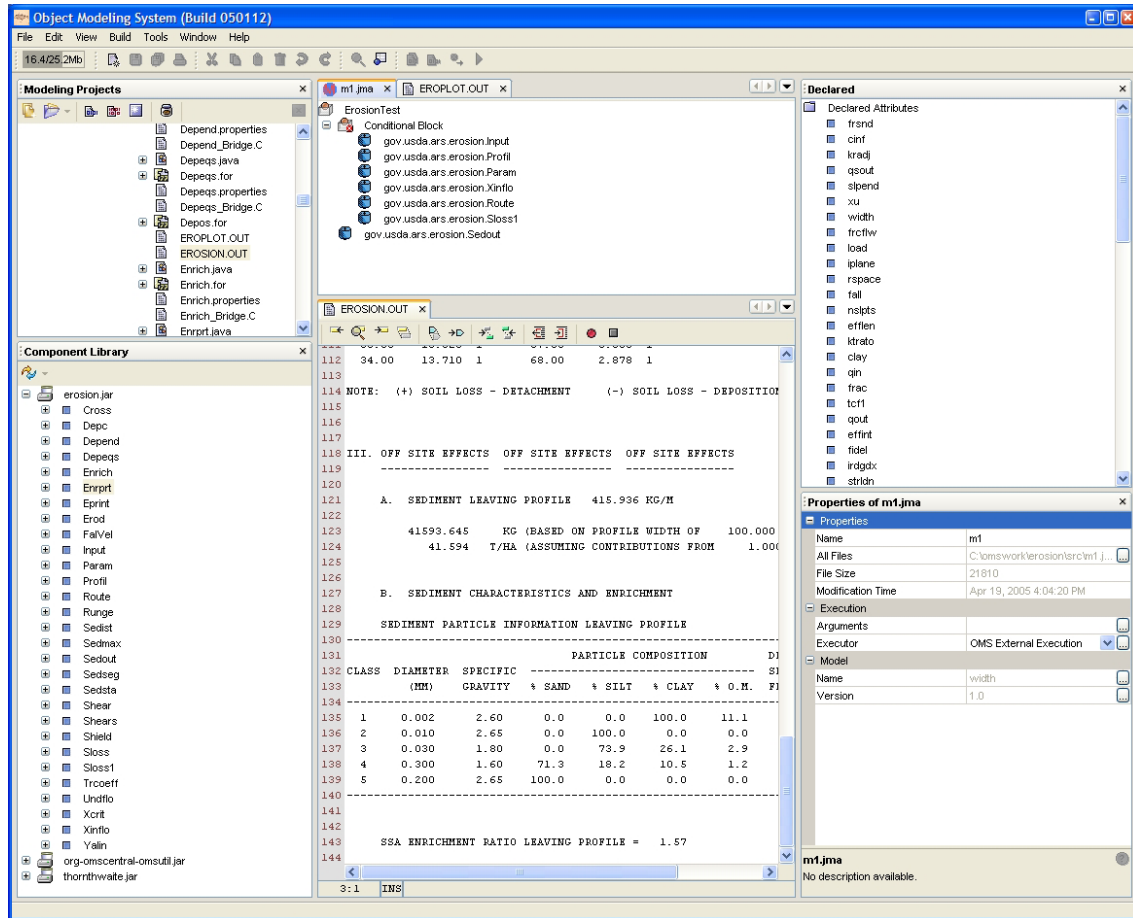 Object Modeling System (Build 050112)
File Edit View Build Tools Window Help
16.4/25.2Mb
Modeling Projects
Depend.properties
Depend_Bridge.C
Depeqs.java
Depeqs.for
Depeqs.properties
Depeqs_Bridge.C
Depos.for
EROPLOT.OUT
EROSION.OUT
Enrich.java
Enrich.for
Enrich.properties
Enrich_Bridge.C
Enrprt.java
Component Library
erosion.jar
Cross
Depc
Depend
Depeqs
Enrich
Enrprt
Eprint
Erod
FalVel
Input
Param
Profil
Route
Runge
Sedist
Sedmax
Sedout
Sedseg
Sedsta
Shear
Shears
Shield
Sloss
Sloss1
Trcoeff
Undflo
Xcrit
Xinflo
Yalin
org-omscentral-omsutil.jar
thornthwaite.jar
m1.jma EROPLOT.OUT
ErosionTest
Conditional Block
gov.usda.ars.erosion.Input
gov.usda.ars.erosion.Profil
gov.usda.ars.erosion.Param
gov.usda.ars.erosion.Xinflo
gov.usda.ars.erosion.Route
gov.usda.ars.erosion.Sloss1
gov.usda.ars.erosion.Sedout
EROSION.OUT
112 34.00 13.710 1 68.00 2.878 1
113
114 NOTE: (+) SOIL LOSS - DETACHMENT (-) SOIL LOSS - DEPOSITION
115
116
117
118 III. OFF SITE EFFECTS OFF SITE EFFECTS OFF SITE EFFECTS
119 --------------- --------------- ---------------
120
121 A. SEDIMENT LEAVING PROFILE 415.936 KG/M
122
123 41593.645 KG (BASED ON PROFILE WIDTH OF 100.000
124 41.594 T/HA (ASSUMING CONTRIBUTIONS FROM 1.000
125
126
127 B. SEDIMENT CHARACTERISTICS AND ENRICHMENT
128
129 SEDIMENT PARTICLE INFORMATION LEAVING PROFILE
130 ------------------------------------------------------------
131 PARTICLE COMPOSITION
132 CLASS DIAMETER SPECIFIC --------------------------------
133 (MM) GRAVITY % SAND % SILT % CLAY % O.M.
134 ------------------------------------------------------------
135 1 0.002 2.60 0.0 0.0 100.0 11.1
136 2 0.010 2.65 0.0 100.0 0.0 0.0
137 3 0.030 1.80 0.0 73.9 26.1 2.9
138 4 0.300 1.60 71.3 18.2 10.5 1.2
139 5 0.200 2.65 100.0 0.0 0.0 0.0
140 ------------------------------------------------------------
141
142
143 SSA ENRICHMENT RATIO LEAVING PROFILE = 1.57
144
3:1 INS
Declared
Declared Attributes
frsnd
cinf
kradj
qsout
slpend
xu
width
frcflw
load
iplane
rspace
fall
nslpts
efflen
ktrato
clay
qin
frac
tcf1
qout
effint
fidel
irdgdx
strldn
Properties of m1.jma
Properties
Name m1
All Files C:\omswork\erosion\src\m1.j... ...
File Size 21810
Modification Time Apr 19, 2005 4:04:20 PM
Execution
Arguments ...
Executor OMS External Execution ...
Model
Name width ...
Version 1.0 ...
m1.jma
No description available.